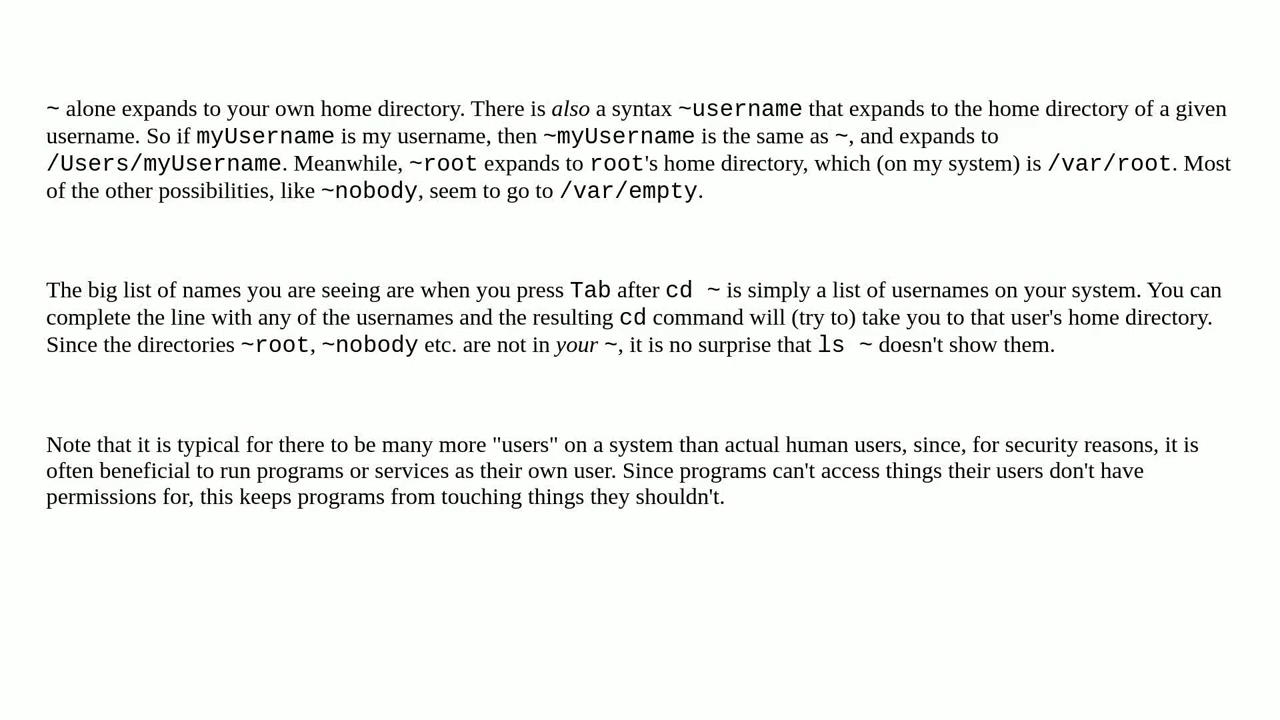 ~ alone expands to your own home directory. There is also a syntax ~username that expands to the home directory of a given
username. So if myUsername is my username, then ~myUsername is the same as ~, and expands to
/Users/myUsername. Meanwhile, ~root expands to root's home directory, which (on my system) is /var/root. Most
of the other possibilities, like ~nobody, seem to go to /var/empty.
The big list of names you are seeing are when you press Tab after cd ~ is simply a list of usernames on your system. You can
complete the line with any of the usernames and the resulting cd command will (try to) take you to that user's home directory.
Since the directories ~root, ~nobody etc. are not in your ~, it is no surprise that ls ~ doesn't show them.
Note that it is typical for there to be many more "users" on a system than actual human users, since, for security reasons, it is
often beneficial to run programs or services as their own user. Since programs can't access things their users don't have
permissions for, this keeps programs from touching things they shouldn't.